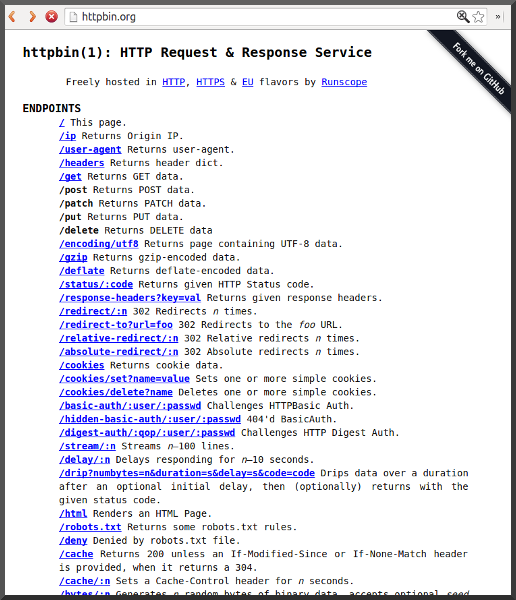 httpbin.org
»
Fork me on GitHub
httpbin(1): HTTP Request & Response Service
Freely hosted in HTTP, HTTPS & EU flavors by Runscope
ENDPOINTS
/ This page.
/ip Returns Origin IP.
/user-agent Returns user-agent.
/headers Returns header dict.
/get Returns GET data.
/post Returns POST data.
/patch Returns PATCH data.
/put Returns PUT data.
/delete Returns DELETE data
/encoding/utf8 Returns page containing UTF-8 data.
/gzip Returns gzip-encoded data.
/deflate Returns deflate-encoded data.
/status/:code Returns given HTTP Status code.
/response-headers?key=val Returns given response headers.
/redirect/:n 302 Redirects n times.
/redirect-to?url=foo 302 Redirects to the foo URL.
/relative-redirect/:n 302 Relative redirects n times.
/absolute-redirect/:n 302 Absolute redirects n times.
/cookies Returns cookie data.
/cookies/set?name=value Sets one or more simple cookies.
/cookies/delete?name Deletes one or more simple cookies.
/basic-auth/:user/:passwd Challenges HTTPBasic Auth.
/hidden-basic-auth/:user/:passwd 404'd BasicAuth.
/digest-auth/:qop/:user/:passwd Challenges HTTP Digest Auth.
/stream/:n Streams n–100 lines.
/delay/:n Delays responding for n–10 seconds.
/drip?numbytes=n&duration=s&delay=s&code=code Drips data over a duration
after an optional initial delay, then (optionally) returns with the
given status code.
/html Renders an HTML Page.
/robots.txt Returns some robots.txt rules.
/deny Denied by robots.txt file.
/cache Returns 200 unless an If-Modified-Since or If-None-Match header
is provided, when it returns a 304.
/cache/:n Sets a Cache-Control header for n seconds.
/bytes/:n Generates n random bytes of binary data, accepts optional seed